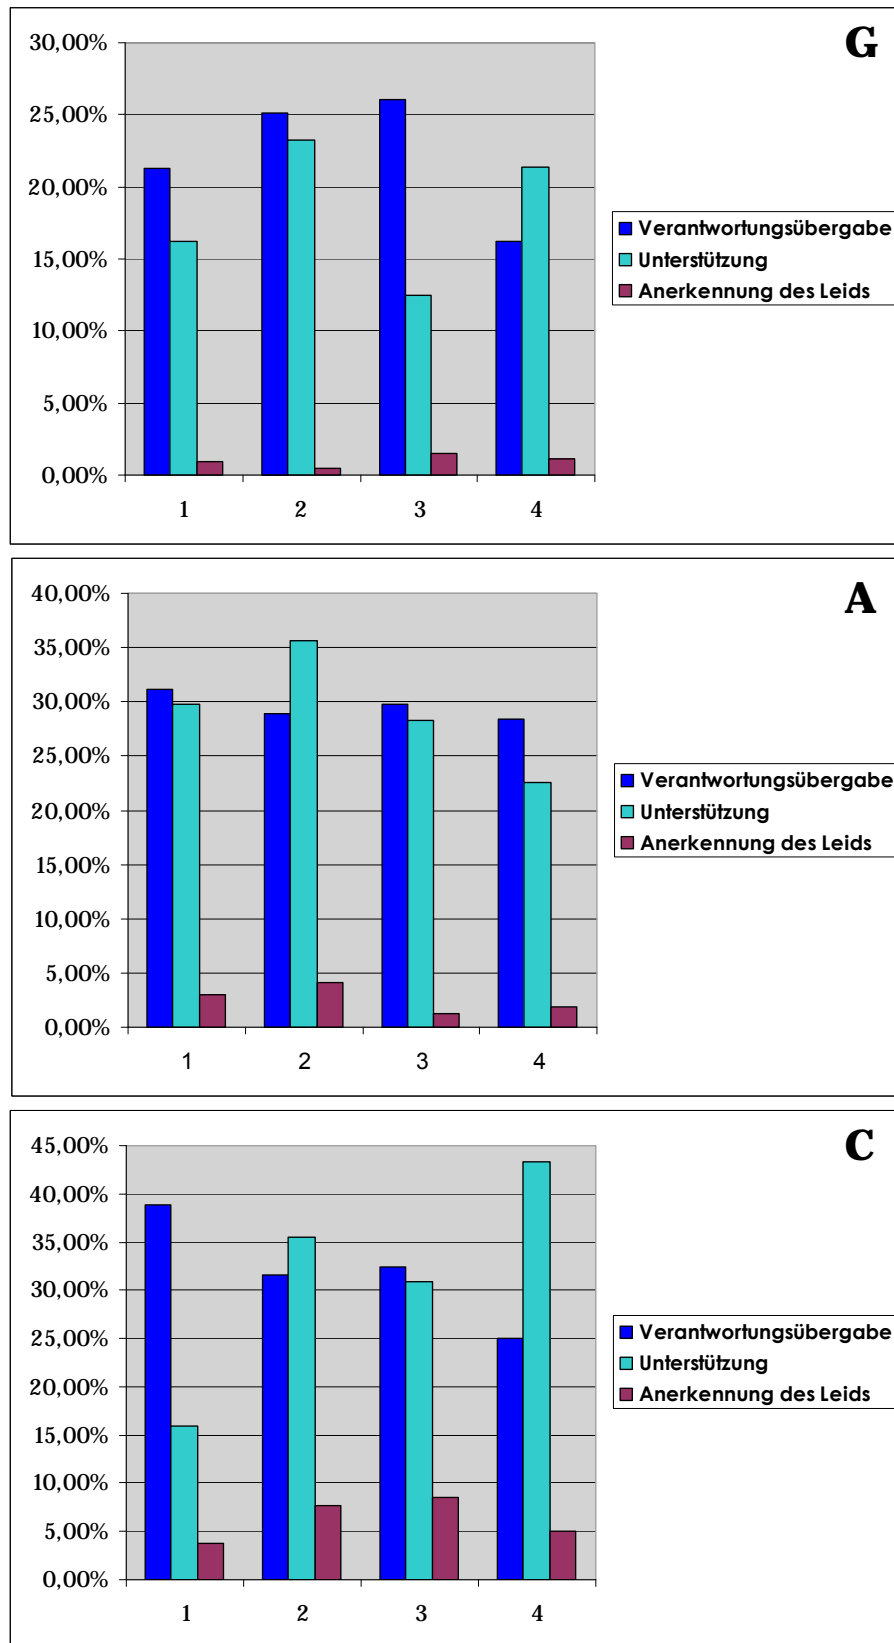 G
30,00%
25,00%
20,00%
15,00%
10,00%
5,00%
0,00%
1 2 3 4
Verantwortungsübergabe
Unterstützung
Anerkennung des Leids
A
40,00%
35,00%
30,00%
25,00%
20,00%
15,00%
10,00%
5,00%
0,00%
1 2 3 4
Verantwortungsübergabe
Unterstützung
Anerkennung des Leids
C
45,00%
40,00%
35,00%
30,00%
25,00%
20,00%
15,00%
10,00%
5,00%
0,00%
1 2 3 4
Verantwortungsübergabe
Unterstützung
Anerkennung des Leids